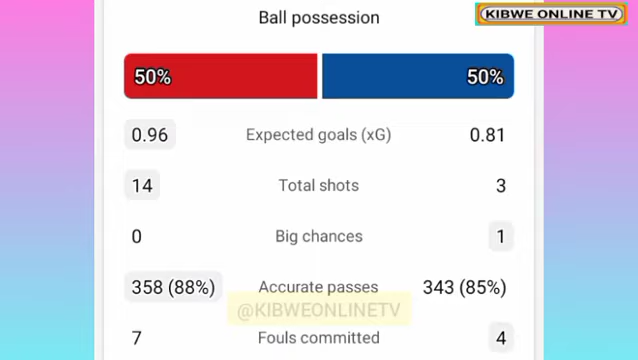 KIBWE ONLINE TV
Ball possession
50% 50%
0.96 Expected goals (xG) 0.81
14 Total shots 3
0 Big chances 1
358 (88%) Accurate passes 343 (85%)
@KIBWEONLINETV
7 Fouls committed 4